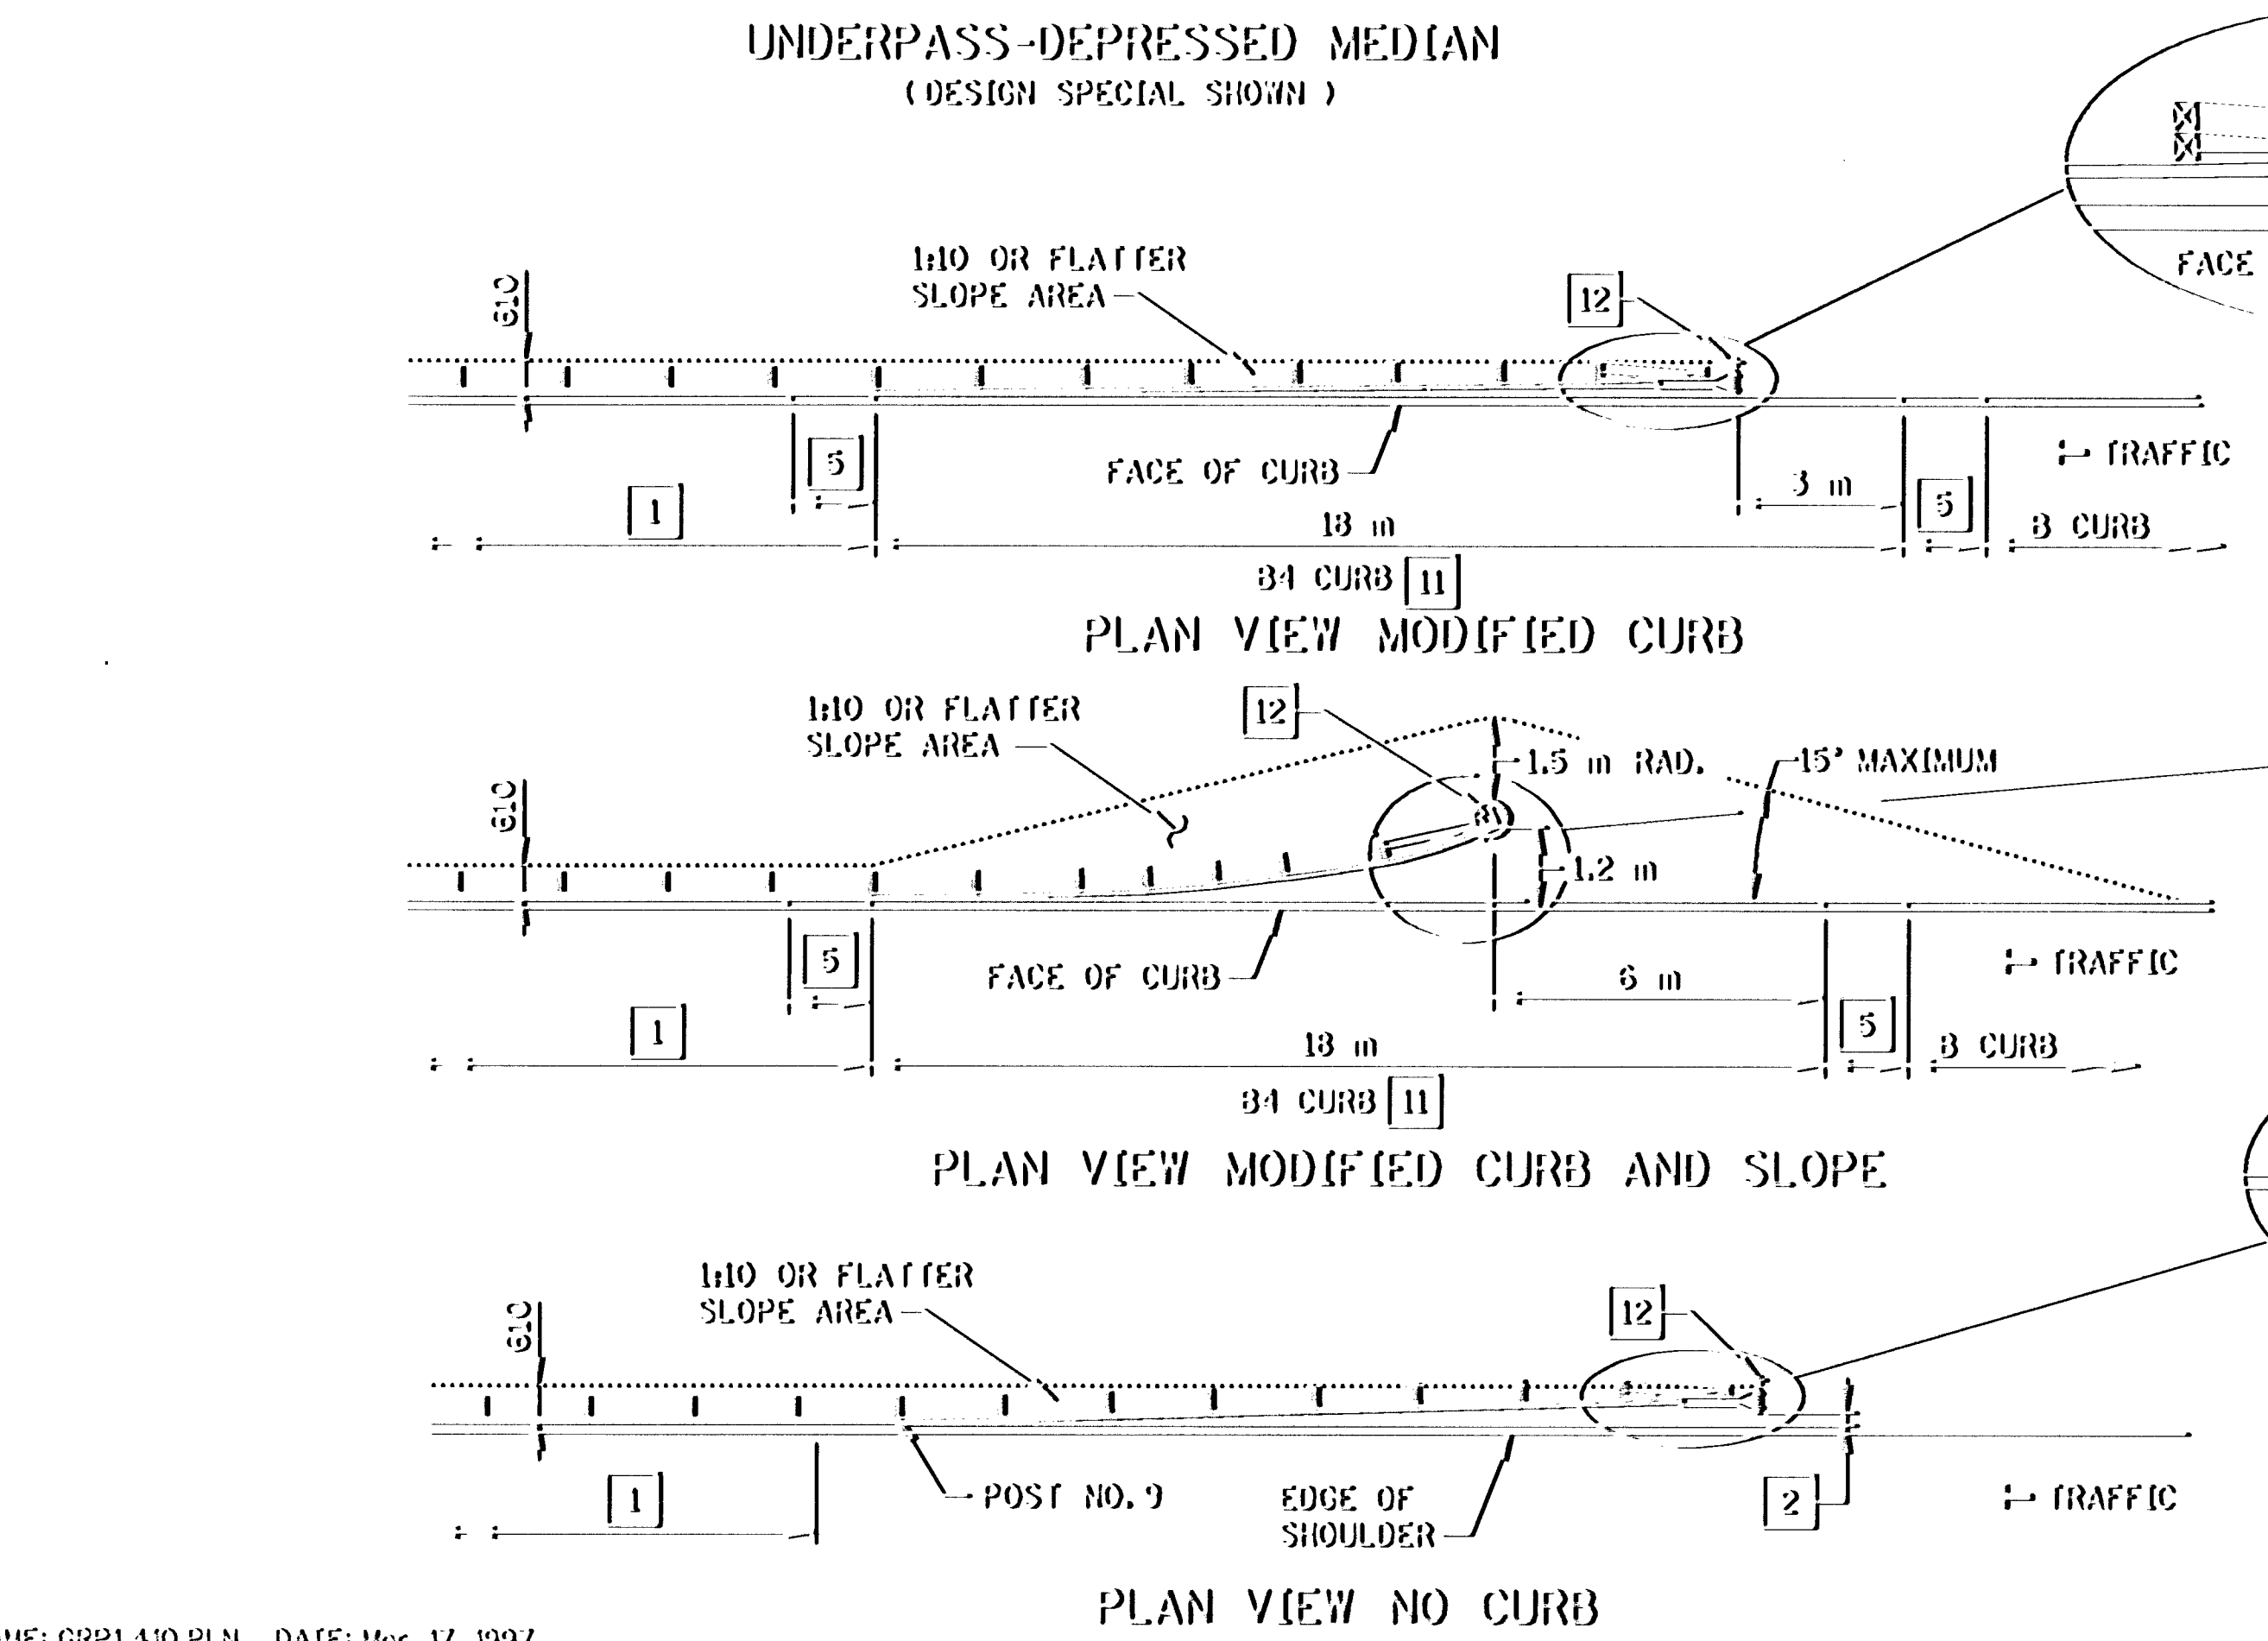 UNDERPASS-DEPRESSED MEDIAN
( DESIGN SPECIAL SHOWN )
FACE
1:10 OR FLATTER
SLOPE AREA
12
610
FACE OF CURB
TRAFFIC
5
1
3 m
5
18 m
B CURB
B4 CURB 11
PLAN VIEW MODIFIED CURB
1:10 OR FLATTER
SLOPE AREA
12
1.5 m RAD.
15' MAXIMUM
610
1.2 m
5
FACE OF CURB
6 m
TRAFFIC
1
5
18 m
B CURB
B4 CURB 11
PLAN VIEW MODIFIED CURB AND SLOPE
1:10 OR FLATTER
SLOPE AREA
12
610
1
POST NO. 9
EDGE OF
SHOULDER
2
TRAFFIC
PLAN VIEW NO CURB
DATE: Mar. 17, 1997